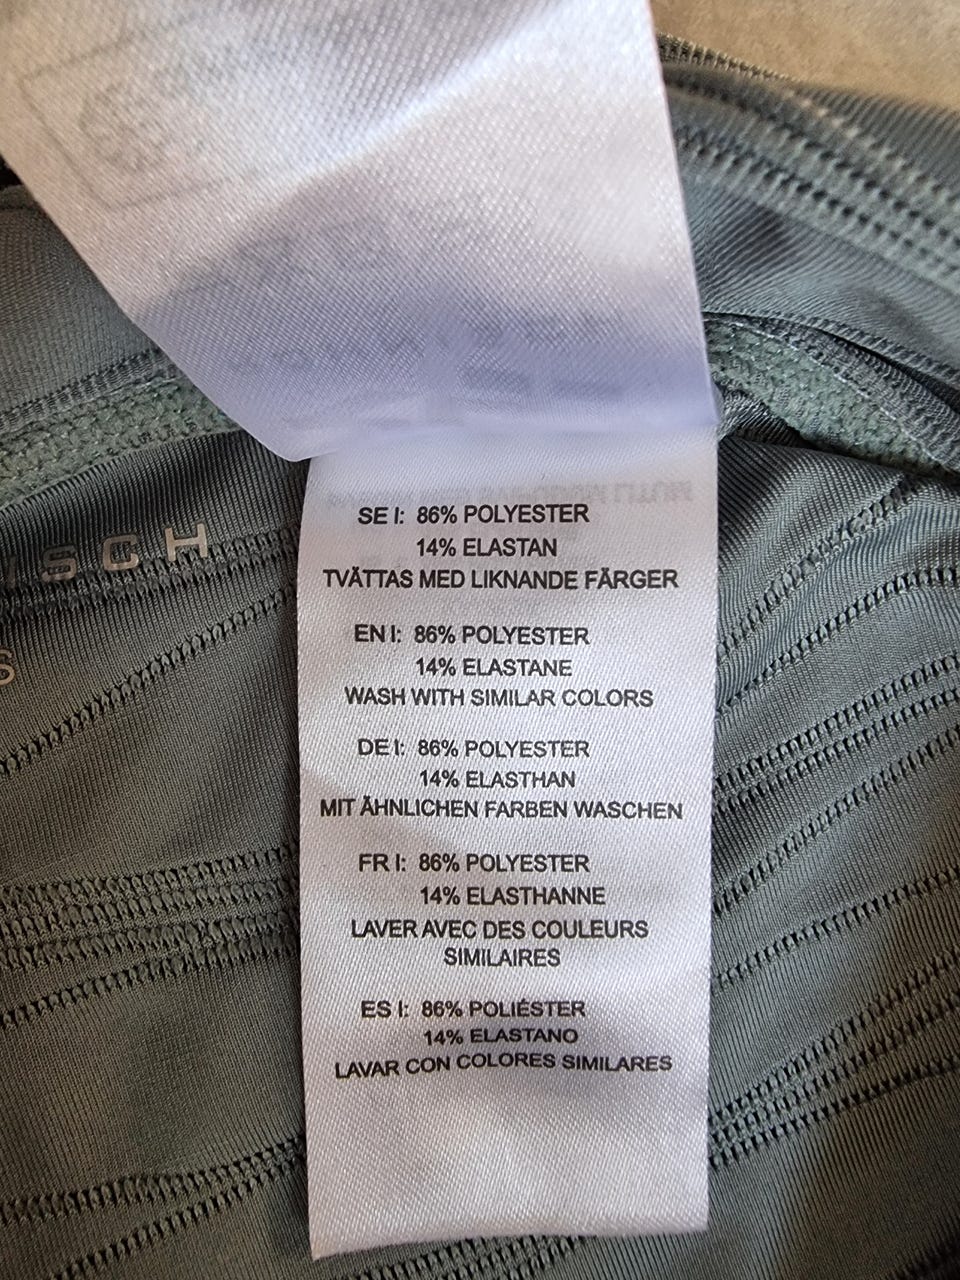 SCH
S
SE I: 86% POLYESTER
14% ELASTAN
TVÄTTAS MED LIKNANDE FÄRGER
EN I: 86% POLYESTER
14% ELASTANE
WASH WITH SIMILAR COLORS
DE I: 86% POLYESTER
14% ELASTHAN
MIT ÄHNLICHEN FARBEN WASCHEN
FR I: 86% POLYESTER
14% ELASTHANNE
LAVER AVEC DES COULEURS
SIMILAIRES
ES I: 86% POLIÉSTER
14% ELASTANO
LAVAR CON COLORES SIMILARES